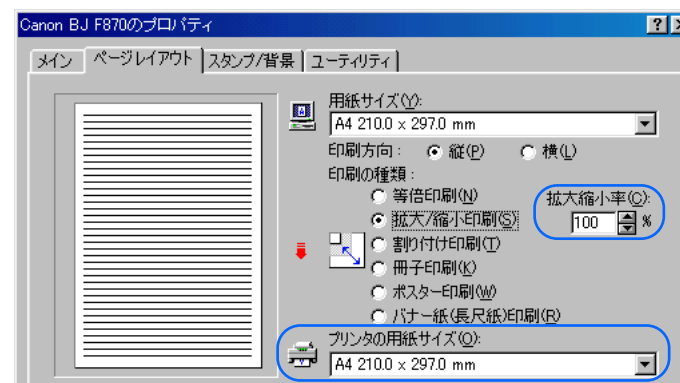 Canon BJ F870のプロパティ
メイン ページレイアウト スタンプ/背景 ユーティリティ
用紙サイズ(Y):
A4 210.0 x 297.0 mm
印刷方向: 縦(P) 横(L)
印刷の種類:
等倍印刷(N)
拡大縮小率(C):
拡大/縮小印刷(S)
100 %
割り付け印刷(T)
冊子印刷(K)
ポスター印刷(W)
バナー紙(長尺紙)印刷(R)
プリンタの用紙サイズ(O):
A4 210.0 x 297.0 mm